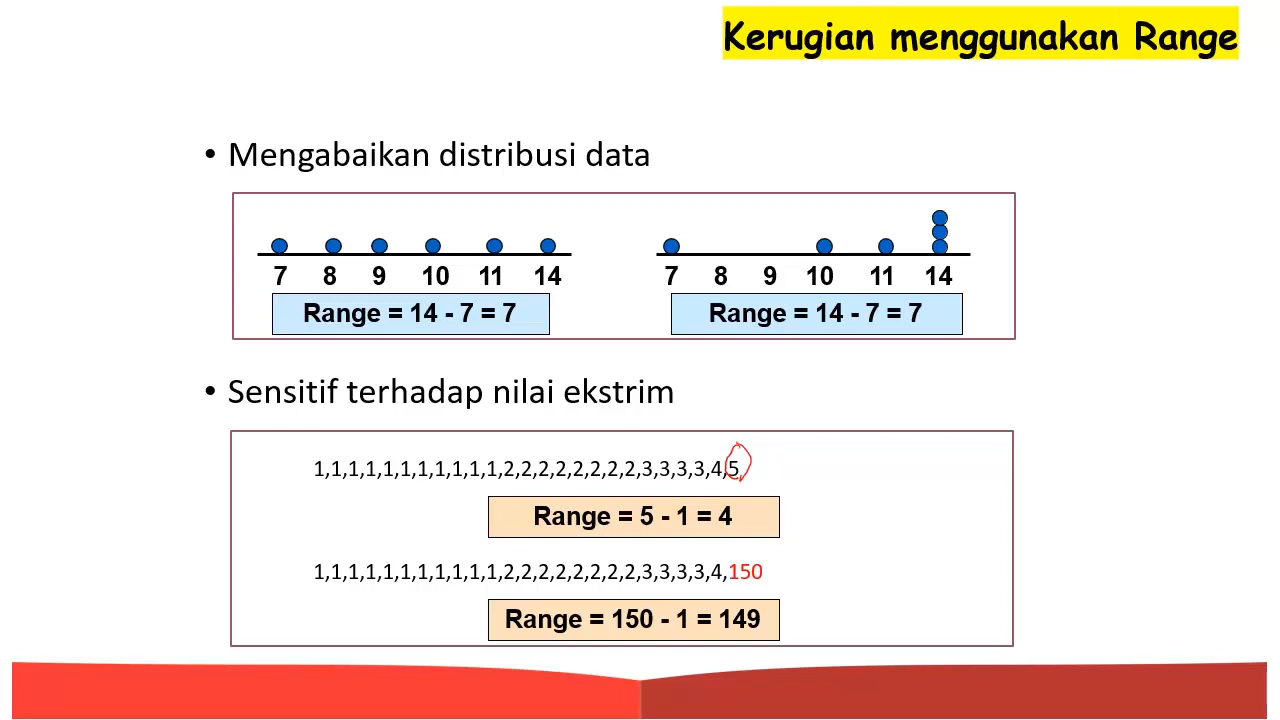 Kerugian menggunakan Range
• Mengabaikan distribusi data
7 8 9 10 11 14
Range = 14 - 7 = 7
7 8 9 10 11 14
Range = 14 - 7 = 7
• Sensitif terhadap nilai ekstrim
1,1,1,1,1,1,1,1,1,1,1,2,2,2,2,2,2,2,2,3,3,3,3,4,5,
Range = 5 - 1 = 4
1,1,1,1,1,1,1,1,1,1,1,2,2,2,2,2,2,2,2,3,3,3,3,4,150
Range = 150 - 1 = 149